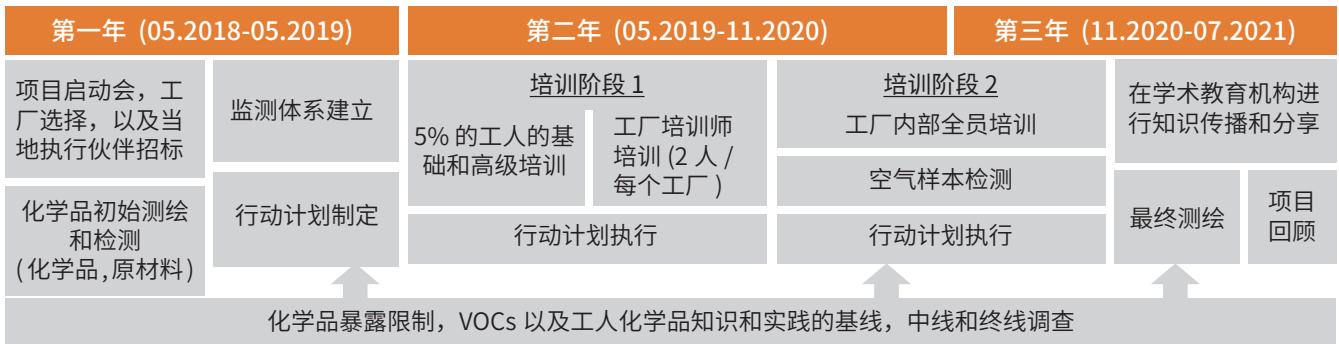 第一年 (05.2018-05.2019)
第二年 (05.2019-11.2020)
第三年 (11.2020-07.2021)
项目启动会，工
厂选择，以及当
地执行伙伴招标
化学品初始测绘
和检测
(化学品,原材料)
监测体系建立
行动计划制定
培训阶段 1
5% 的工人的基
础和高级培训
工厂培训师
培训 (2 人 /
每个工厂 )
行动计划执行
培训阶段 2
工厂内部全员培训
空气样本检测
行动计划执行
在学术教育机构进
行知识传播和分享
最终测绘
项目
回顾
化学品暴露限制，VOCs 以及工人化学品知识和实践的基线，中线和终线调查